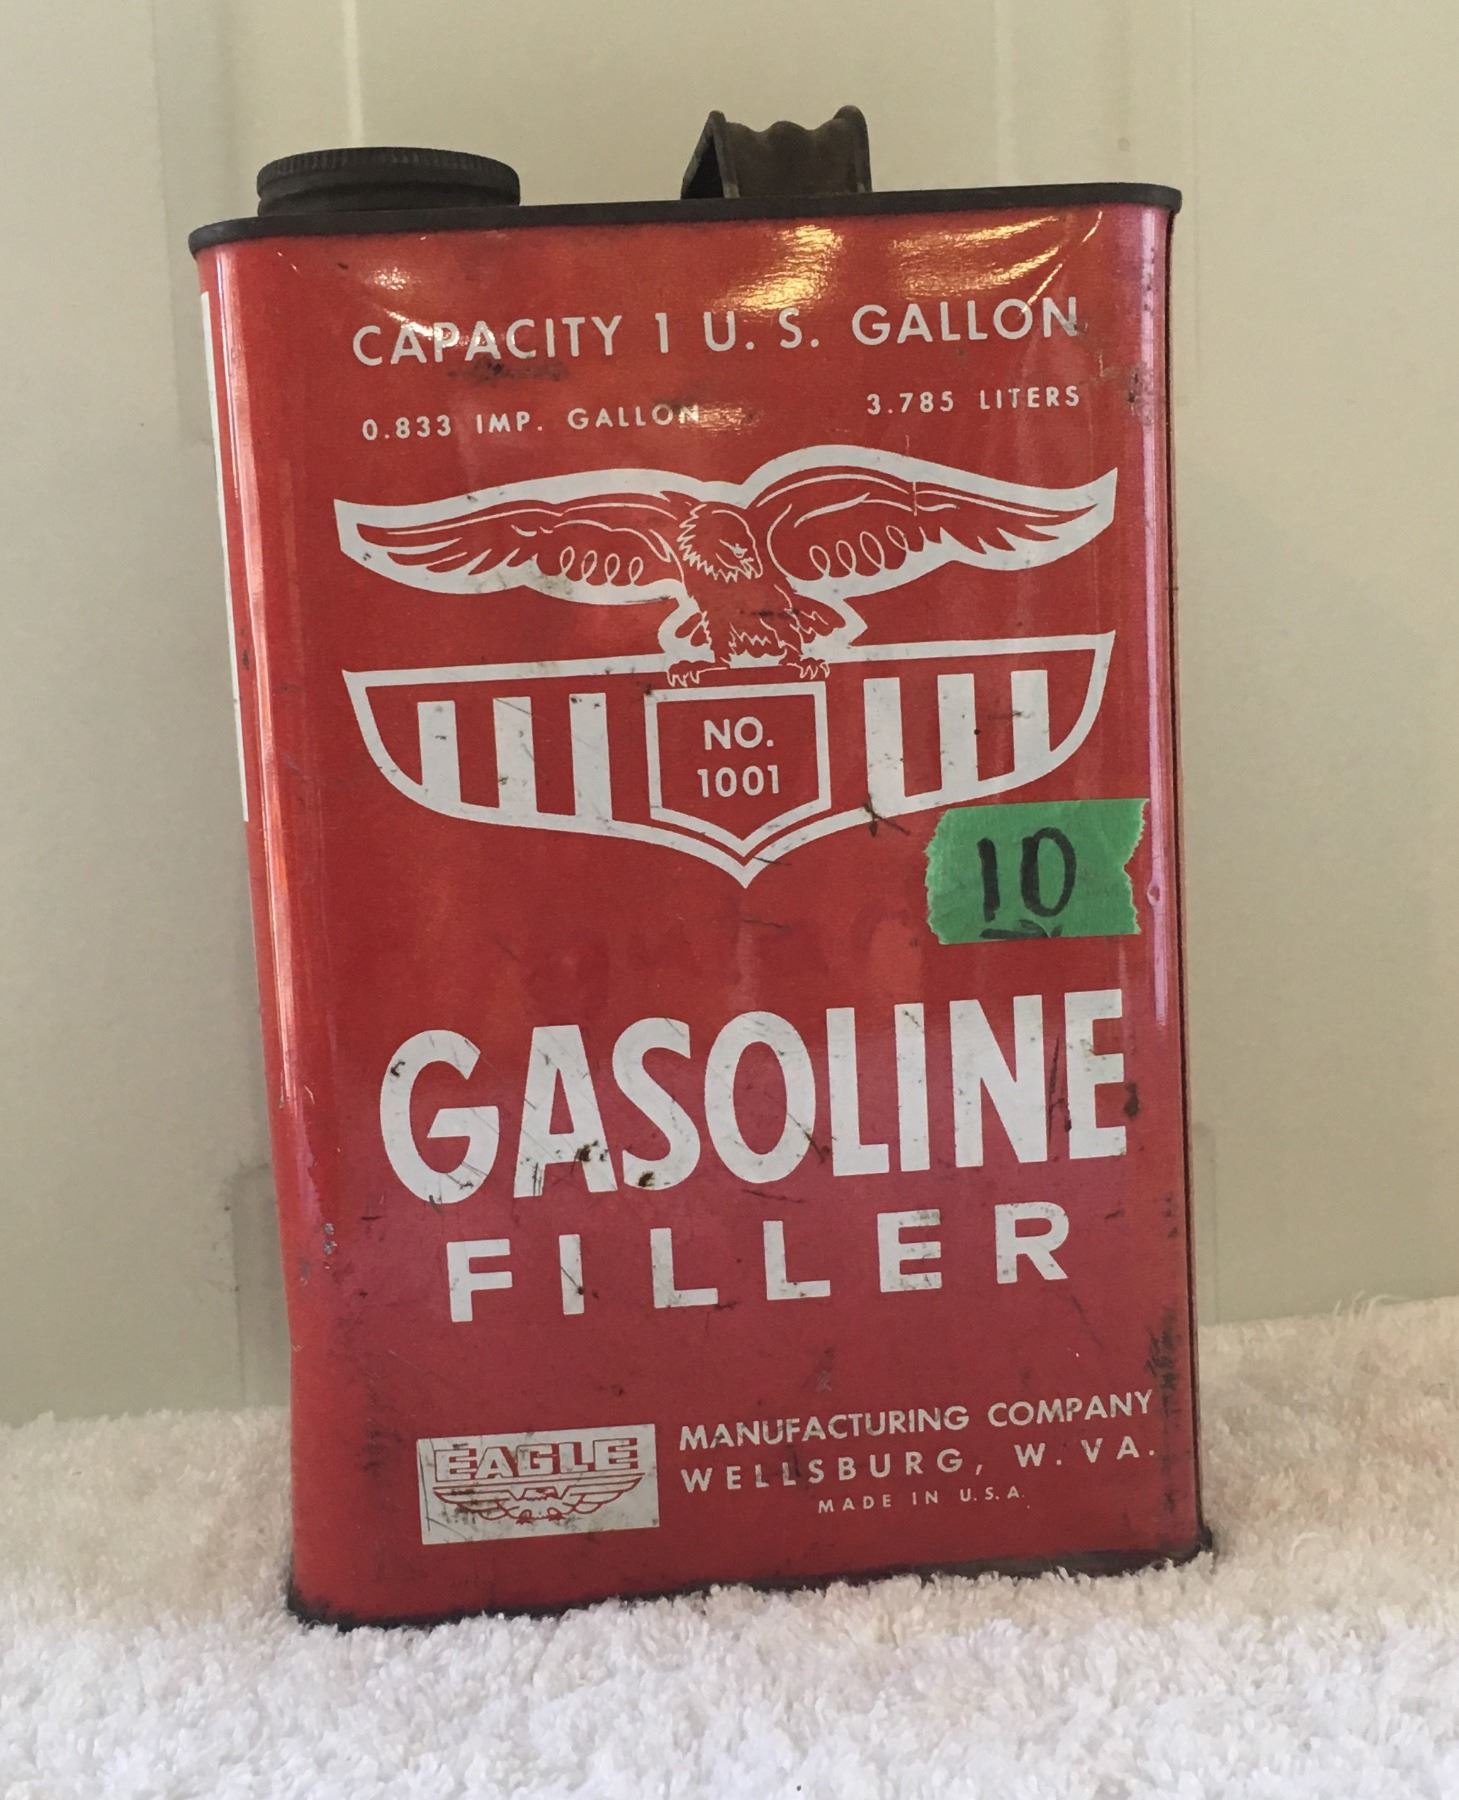 CAPACITY 1 U. S. GALLON
0.833 IMP. GALLON 3.785 LITERS
NO.
1001
10
GASOLINE
FILLER
EAGLE MANUFACTURING COMPANY
WELLSBURG, W. VA.
MADE IN U.S.A.